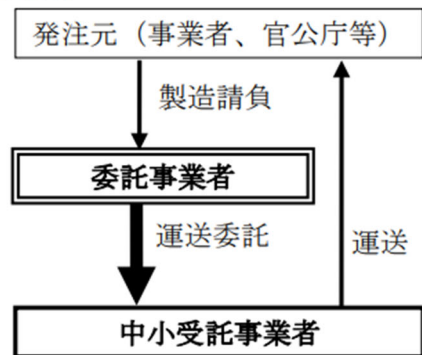 発注元（事業者、官公庁等）
製造請負
委託事業者
運送委託
運送
中小受託事業者